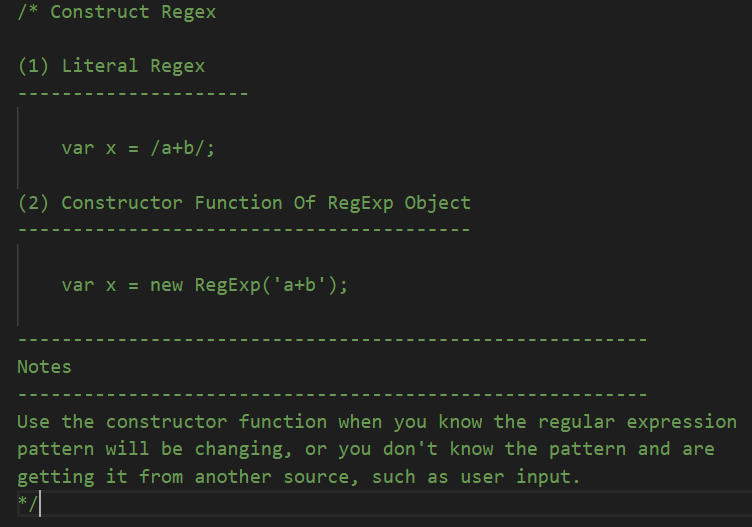 /* Construct Regex
(1) Literal Regex
---------------------
var x = /a+b/;
(2) Constructor Function Of RegExp Object
-----------------------------------------
var x = new RegExp('a+b');
---------------------------------------------------------
Notes
---------------------------------------------------------
Use the constructor function when you know the regular expression
pattern will be changing, or you don't know the pattern and are
getting it from another source, such as user input.
*/